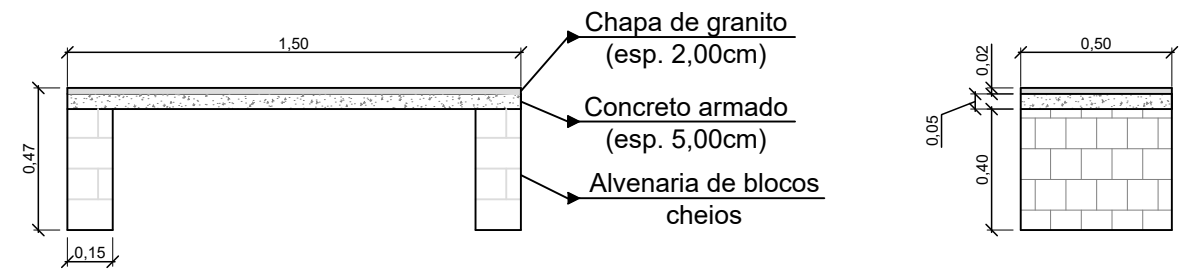 1,50
Chapa de granito
(esp. 2,00cm)
Concreto armado
(esp. 5,00cm)
Alvenaria de blocos
cheios
0,47
0,15
0,50
0,02
0,05
0,40